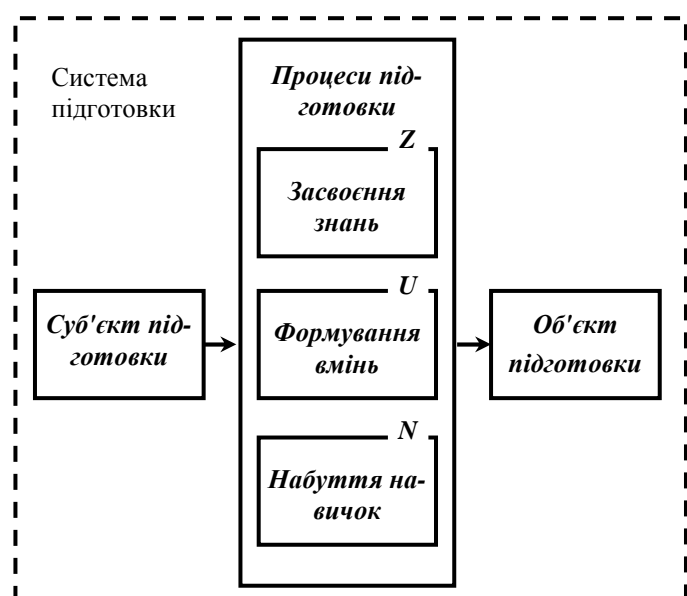 Система
підготовки
Процеси під-
готовки
Z
Засвоєння
знань
Суб'єкт під-
готовки
U
Формування
вмінь
Об'єкт
підготовки
N
Набуття на-
вичок